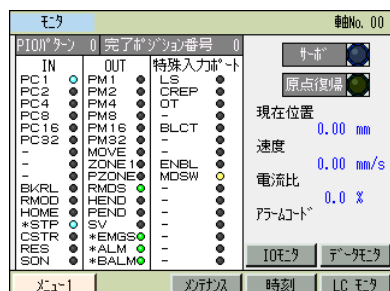 モニタ 軸No. 00
PIOパターン 0 完了ポジション番号 0
IN OUT 特殊入力ポート
PC1 PM1 LS
PC2 PM2 CREP
PC4 PM4 OT
PC8 PM8 -
PC16 PM16 BLCT
PC32 PM32 -
- MOVE -
- ZONE1 ENBL
- PZONE MDSW
BKRL RMDS -
RMOD HEND -
HOME PEND -
*STP SV -
CSTR *EMGS -
RES *ALM -
SON *BALM -
サーボ
原点復帰
現在位置
0.00 mm
速度
0.00 mm/s
電流比
0.0 %
アラームコード
IOモニタ データモニタ
メニュー1 メンテナンス 時刻 LC モニタ